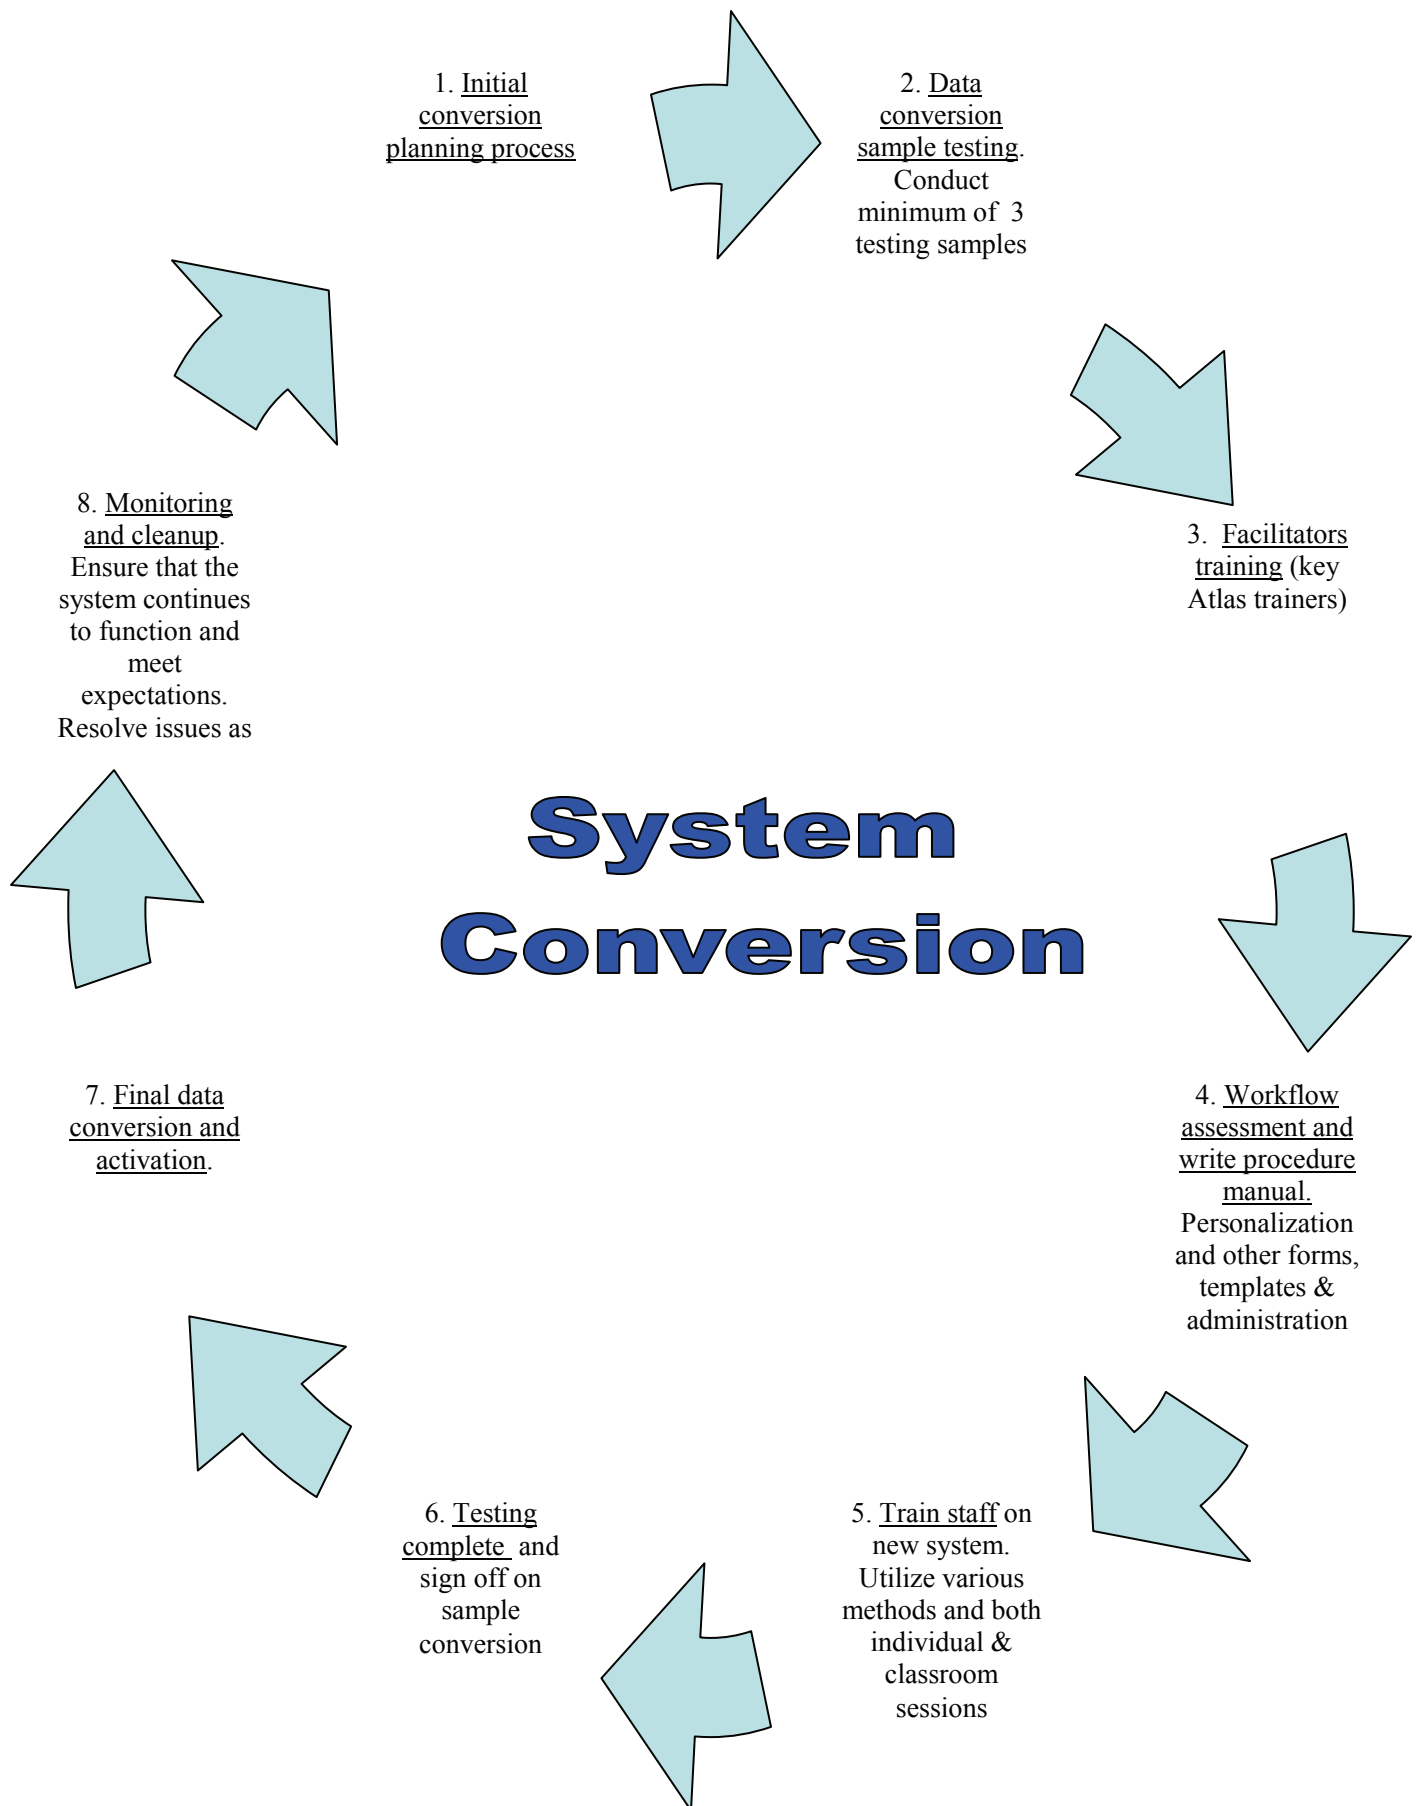 1. Initial
conversion
planning process
2. Data
conversion
sample testing.
Conduct
minimum of 3
testing samples
3. Facilitators
training (key
Atlas trainers)
4. Workflow
assessment and
write procedure
manual.
Personalization
and other forms,
templates &
administration
5. Train staff on
new system.
Utilize various
methods and both
individual &
classroom
sessions
6. Testing
complete and
sign off on
sample
conversion
7. Final data
conversion and
activation.
8. Monitoring
and cleanup.
Ensure that the
system continues
to function and
meet
expectations.
Resolve issues as
System
Conversion